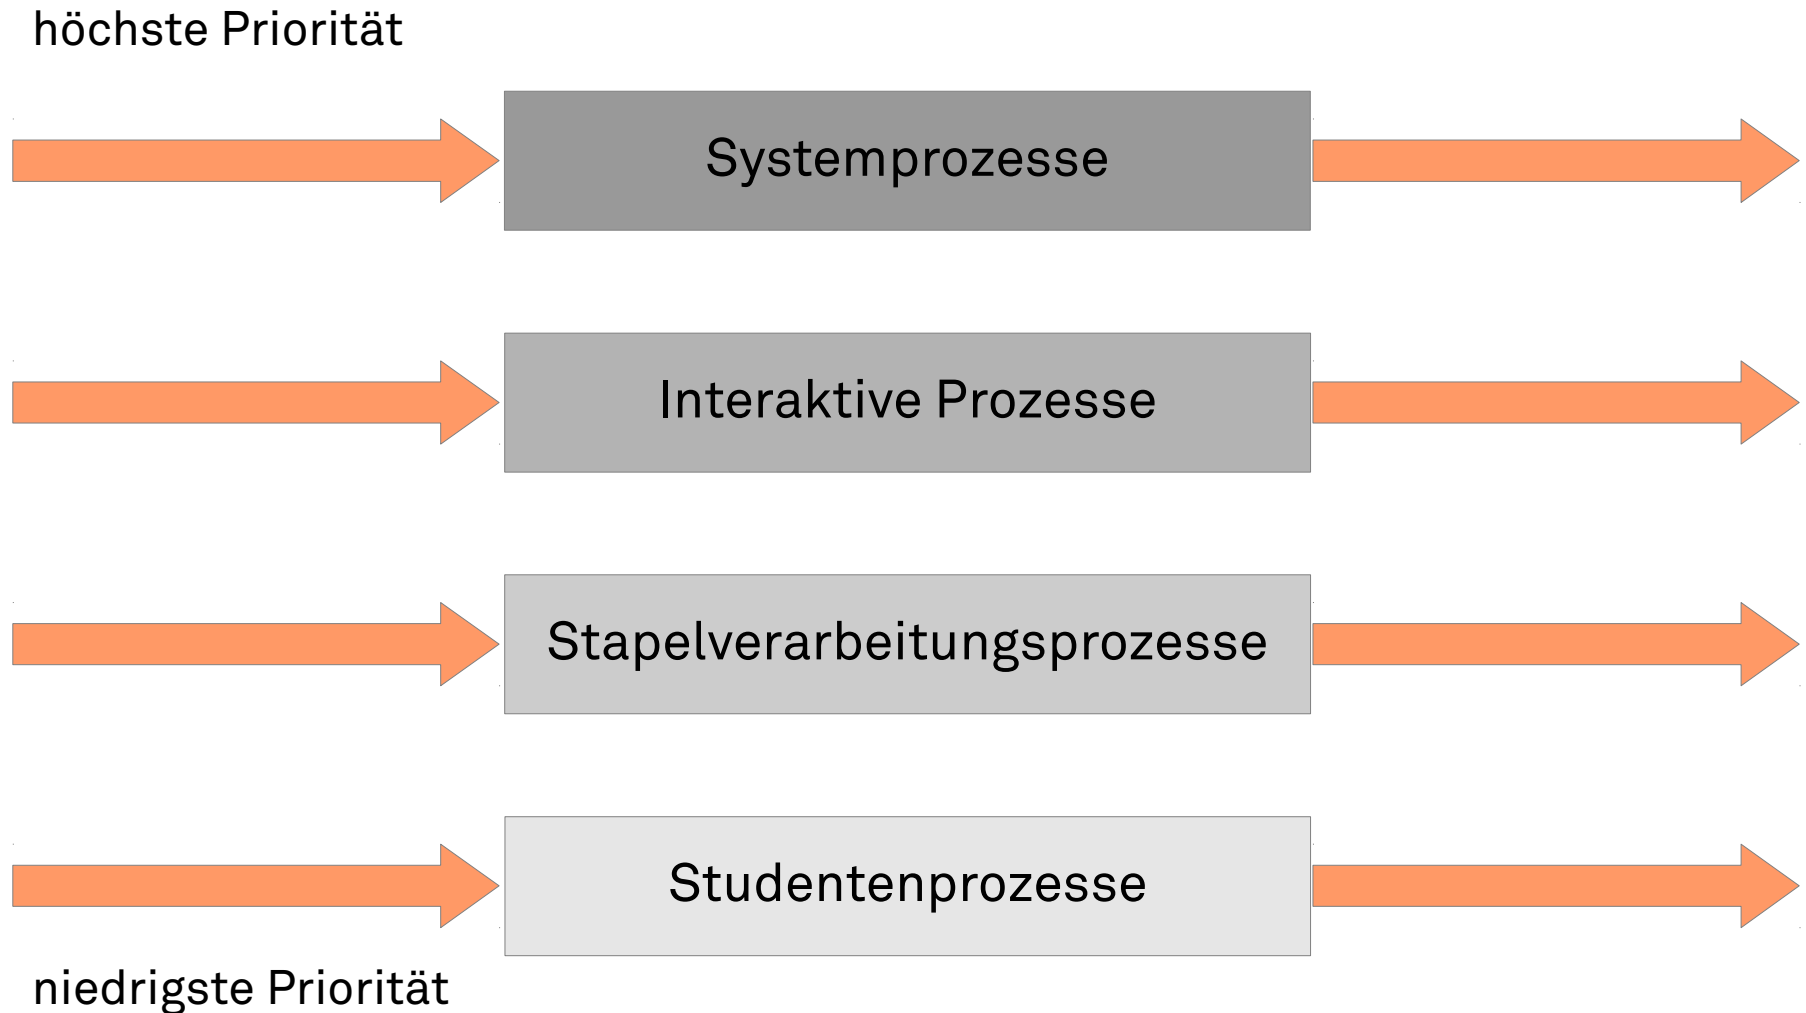 höchste Priorität
Systemprozesse
Interaktive Prozesse
Stapelverarbeitungsprozesse
Studentenprozesse
niedrigste Priorität